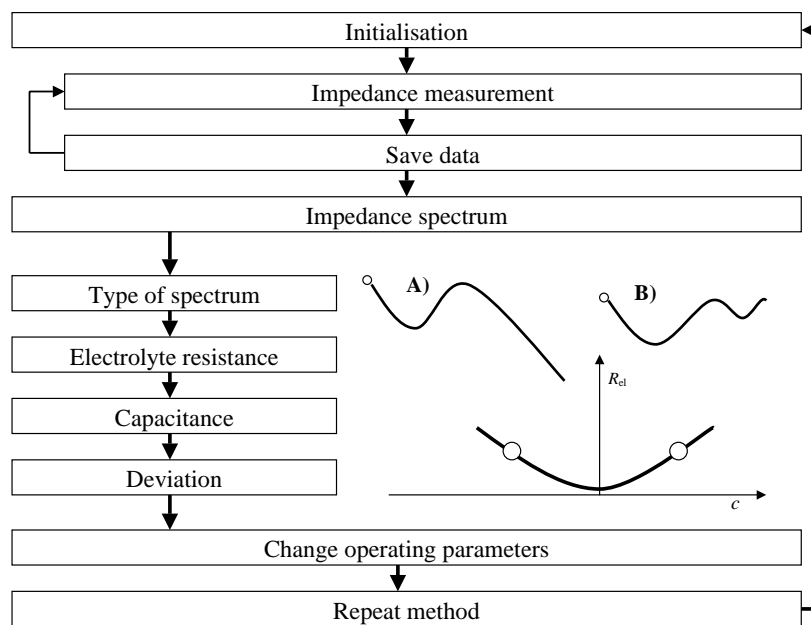 Initialisation
Impedance measurement
Save data
Impedance spectrum
Type of spectrum
Electrolyte resistance
Capacitance
Deviation
A)
B)
Rel
c
Change operating parameters
Repeat method